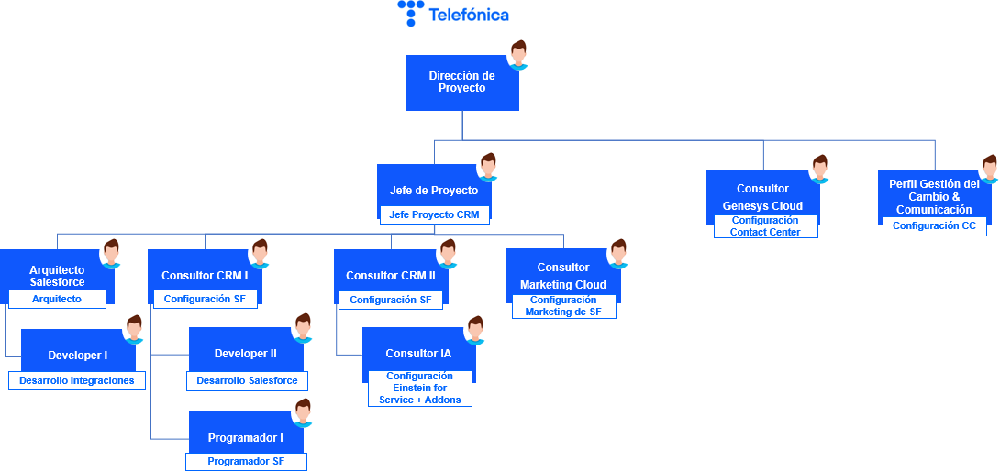 Telefónica
Dirección de
Proyecto
Jefe de Proyecto
Jefe Proyecto CRM
Consultor
Genesys Cloud
Configuración
Contact Center
Perfil Gestión del
Cambio &
Comunicación
Configuración CC
Arquitecto
Salesforce
Arquitecto
Consultor CRM I
Configuración SF
Consultor CRM II
Configuración SF
Consultor
Marketing Cloud
Configuración
Marketing de SF
Developer I
Desarrollo Integraciones
Developer II
Desarrollo Salesforce
Consultor IA
Configuración
Einstein for
Service + Addons
Programador I
Programador SF